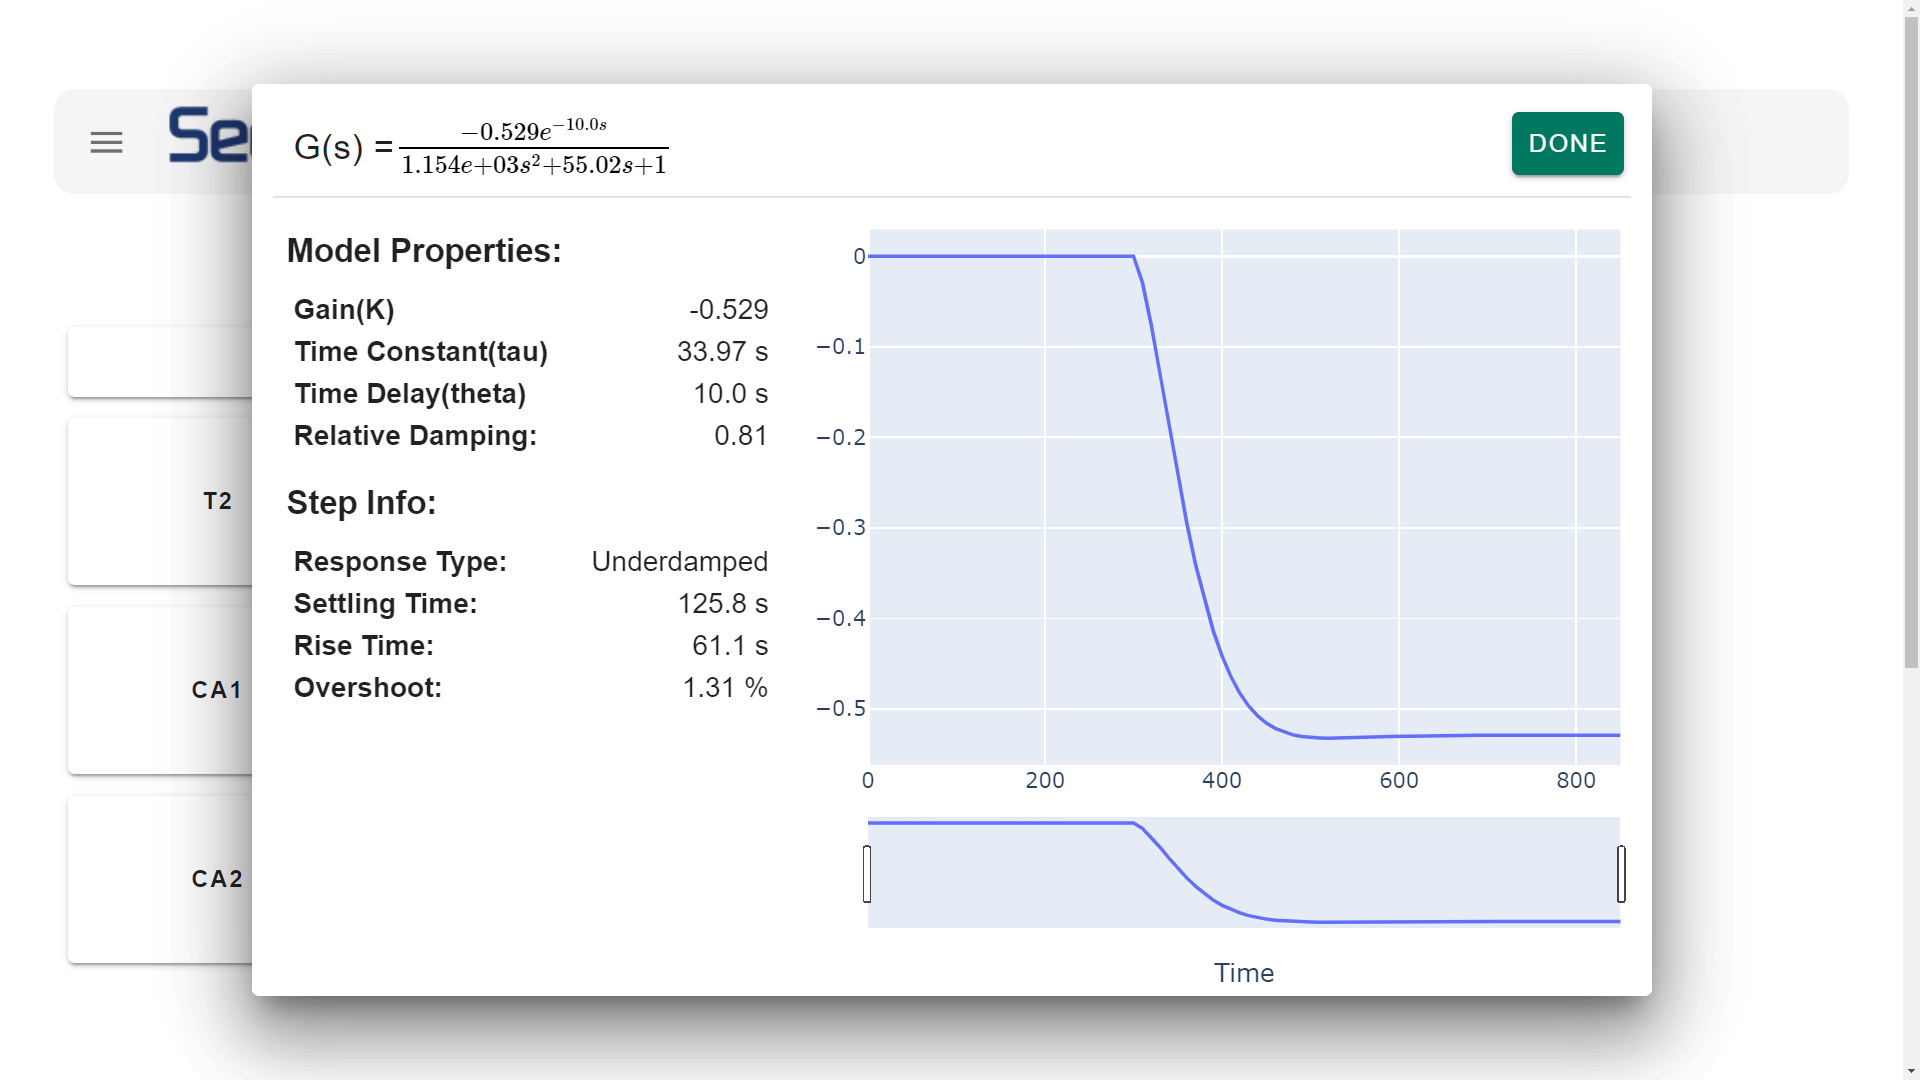 Se
G(s) = −0.529e^−10.0s / 1.154e+03s²+55.02s+1
DONE
Model Properties:
Gain(K) -0.529
Time Constant(tau) 33.97 s
Time Delay(theta) 10.0 s
Relative Damping: 0.81
Step Info:
Response Type: Underdamped
Settling Time: 125.8 s
Rise Time: 61.1 s
Overshoot: 1.31 %
0
−0.1
−0.2
−0.3
−0.4
−0.5
0 200 400 600 800
Time
T2
CA1
CA2